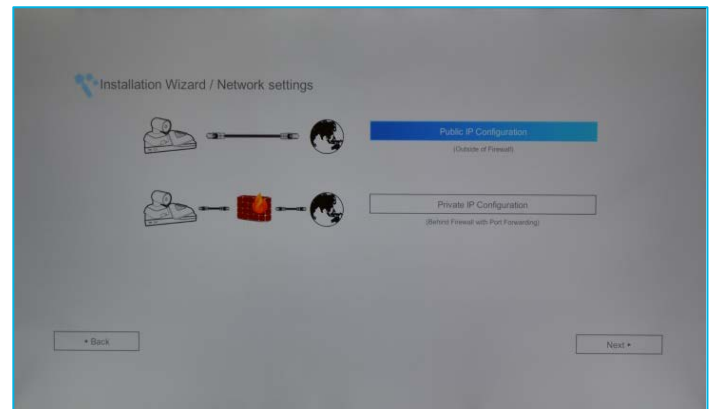 Installation Wizard / Network settings
Public IP Configuration
(Outside of Firewall)
Private IP Configuration
(Behind Firewall with Port Forwarding)
Back
Next